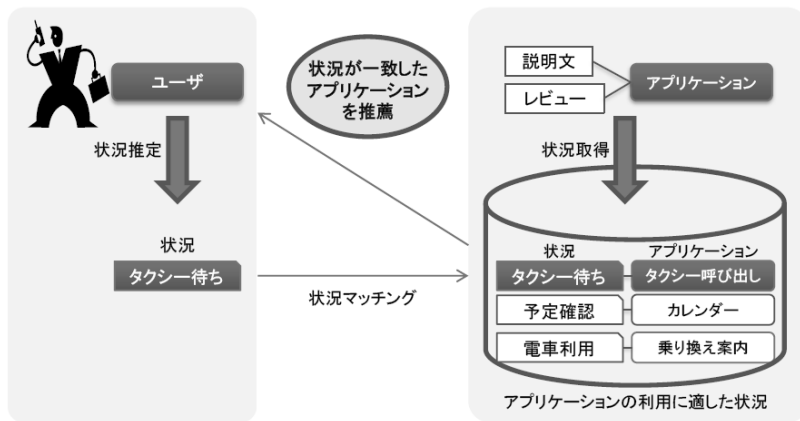 ユーザ
状況推定
状況
タクシー待ち
状況が一致した
アプリケーション
を推薦
状況マッチング
説明文
レビュー
アプリケーション
状況取得
状況 アプリケーション
タクシー待ち タクシー呼び出し
予定確認 カレンダー
電車利用 乗り換え案内
アプリケーションの利用に適した状況